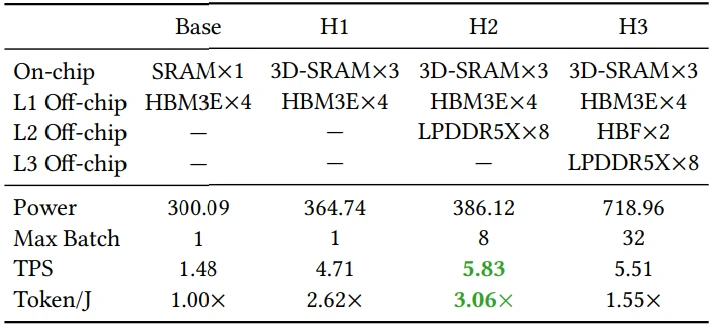 Base H1 H2 H3
On-chip SRAM×1 3D-SRAM×3 3D-SRAM×3 3D-SRAM×3
L1 Off-chip HBM3E×4 HBM3E×4 HBM3E×4 HBM3E×4
L2 Off-chip — — LPDDR5X×8 HBF×2
L3 Off-chip — — — LPDDR5X×8
Power 300.09 364.74 386.12 718.96
Max Batch 1 1 8 32
TPS 1.48 4.71 5.83 5.51
Token/J 1.00× 2.62× 3.06× 1.55×